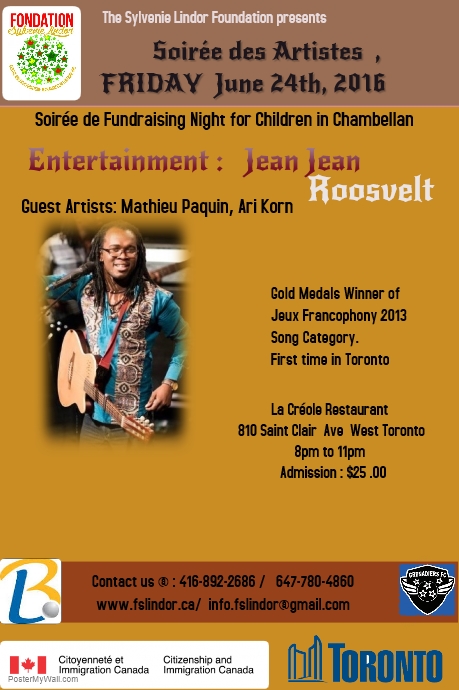 FONDATION
Sylvenie Lindor
The Sylvenie Lindor Foundation presents
Soirée des Artistes ,
FRIDAY June 24th, 2016
Soirée de Fundraising Night for Children in Chambellan
Entertainment : Jean Jean
Roosvelt
Guest Artists: Mathieu Paquin, Ari Korn
Gold Medals Winner of
Jeux Francophony 2013
Song Category.
First time in Toronto
La Créole Restaurant
810 Saint Clair Ave West Toronto
8pm to 11pm
Admission : $25 .00
Contact us ® : 416-892-2686 / 647-780-4860
www.fslindor.ca/ info.fslindor@gmail.com
CRUSADERS FC
Citoyenneté et Citizenship and
Immigration Canada Immigration Canada
PosterMyWall.com
TORONTO